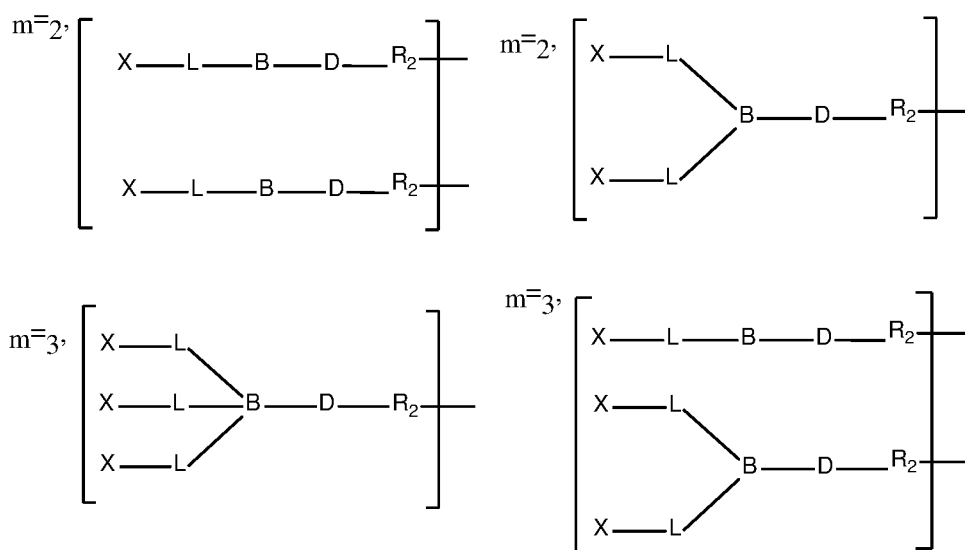 m=2,
X L B D R2
X L B D R2
m=2,
X L
B D R2
X L
m=3,
X L
X L B D R2
X L
m=3,
X L B D R2
X L
B D R2
X L